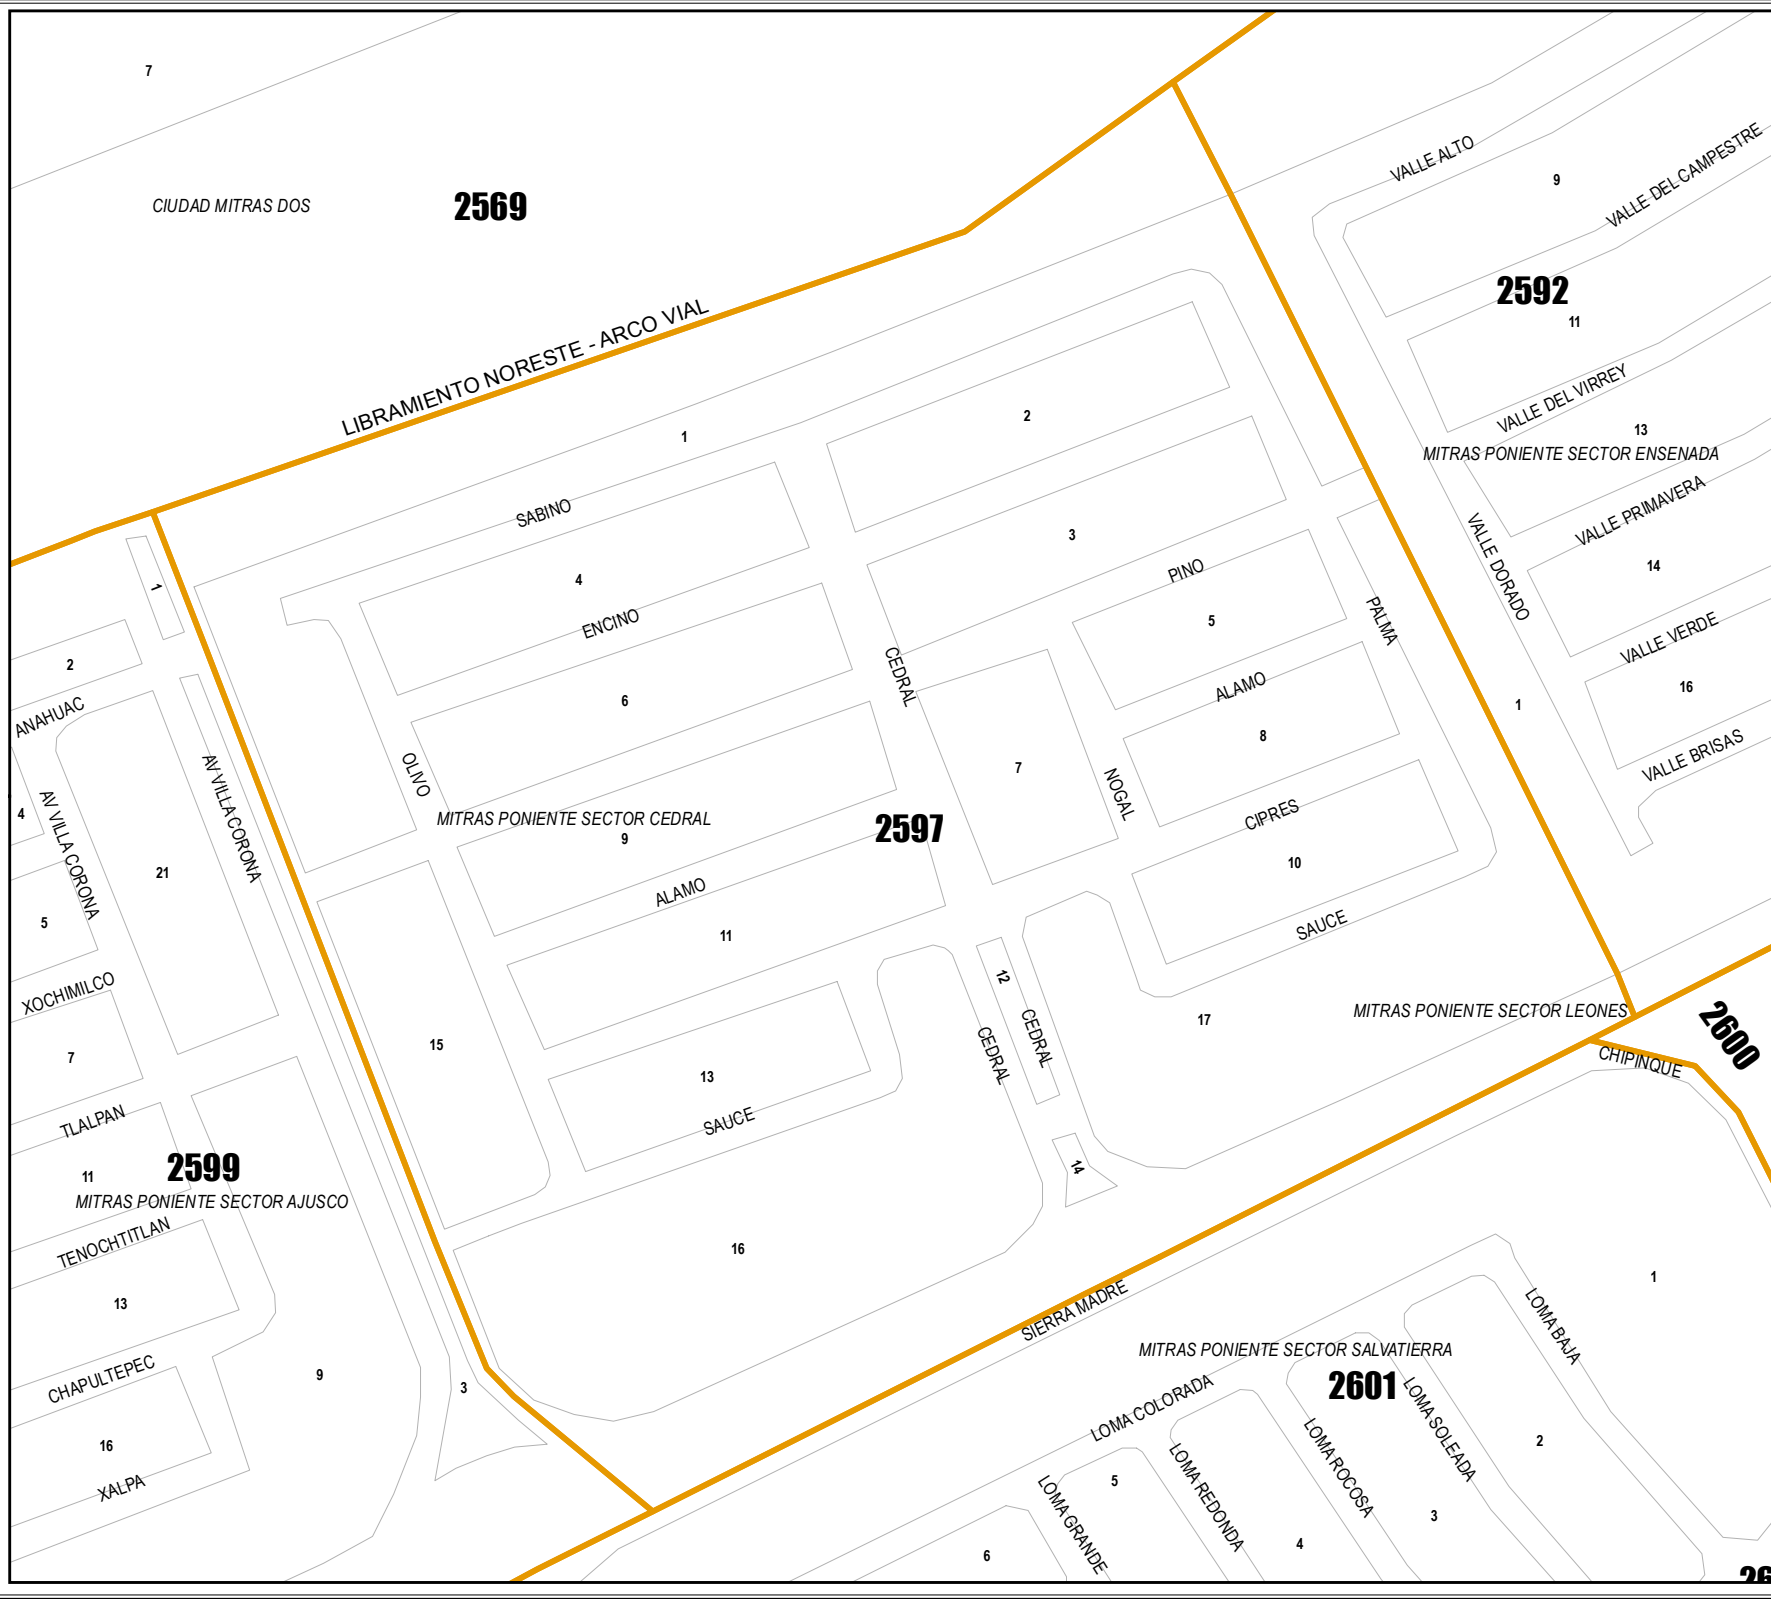 7
CIUDAD MITRAS DOS
2569
LIBRAMIENTO NORESTE - ARCO VIAL
VALLE ALTO
9
VALLE DEL CAMPESTRE
2592
11
VALLE DEL VIRREY
13
MITRAS PONIENTE SECTOR ENSENADA
VALLE PRIMAVERA
VALLE DORADO
14
VALLE VERDE
16
1
VALLE BRISAS
1
2
SABINO
3
4
ENCINO
PINO
5
PALMA
6
CEDRAL
ALAMO
8
7
NOGAL
OLIVO
MITRAS PONIENTE SECTOR CEDRAL
9
2597
CIPRES
10
ALAMO
11
SAUCE
12
CEDRAL
CEDRAL
17
MITRAS PONIENTE SECTOR LEONES
2600
CHIPINQUE
15
13
SAUCE
14
16
1
2
ANAHUAC
AV VILLA CORONA
AV VILLA CORONA
4
21
5
XOCHIMILCO
7
TLALPAN
11
2599
MITRAS PONIENTE SECTOR AJUSCO
TENOCHTITLAN
13
CHAPULTEPEC
9
3
16
XALPA
SIERRA MADRE
1
MITRAS PONIENTE SECTOR SALVATIERRA
2601
LOMA BAJA
LOMA COLORADA
LOMA SOLEADA
LOMA ROCOSA
LOMA REDONDA
LOMA GRANDE
2
5
3
4
6
26